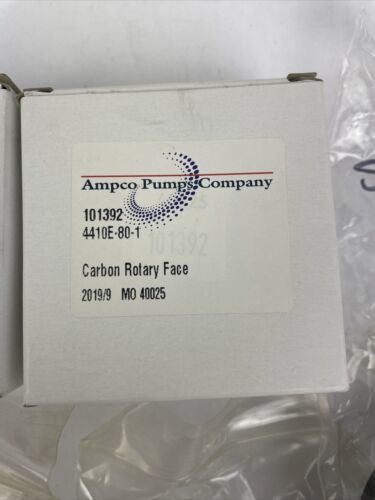 Ampco Pumps Company
101392
4410E-80-1
101392
Carbon Rotary Face
2019/9 MO 40025